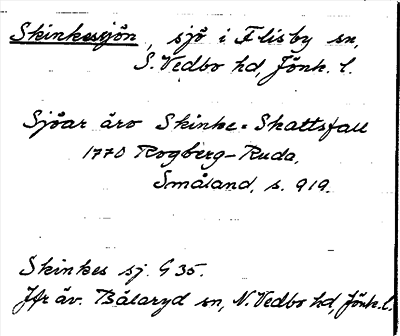 Skinkesjön, sjö i Flisby sn,
S. Vedbo hd, Jönk. l.
Sjöar äro Skinke = Skattsfall
1770 Rogberg-Ruda,
Småland, s. 919.
Skinkes sj. G 35.
Jfr äv. Bälaryd sn, N. Vedbo hd, Jönk. l.